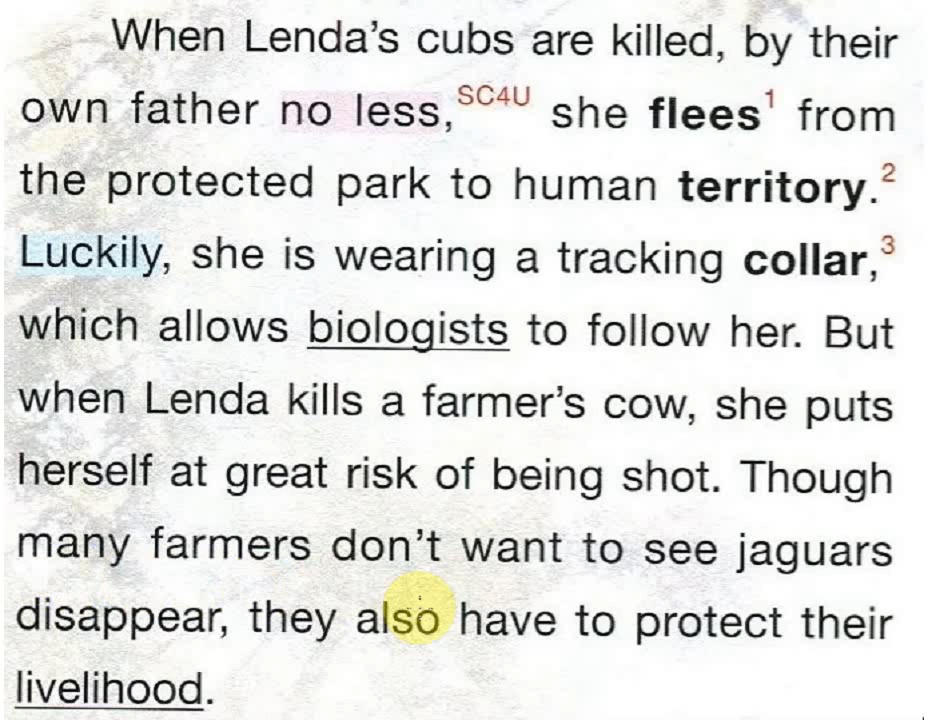 When Lenda’s cubs are killed, by their
own father no less,SC4U she flees1 from
the protected park to human territory.2
Luckily, she is wearing a tracking collar,3
which allows biologists to follow her. But
when Lenda kills a farmer’s cow, she puts
herself at great risk of being shot. Though
many farmers don’t want to see jaguars
disappear, they also have to protect their
livelihood.